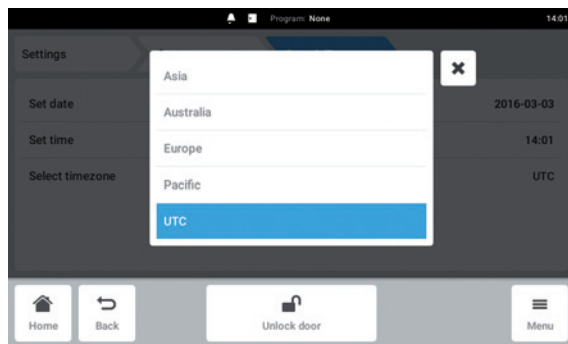 Program: None
14:01
Settings
Set date
2016-03-03
Set time
14:01
Select timezone
UTC
Asia
Australia
Europe
Pacific
UTC
Home
Back
Unlock door
Menu